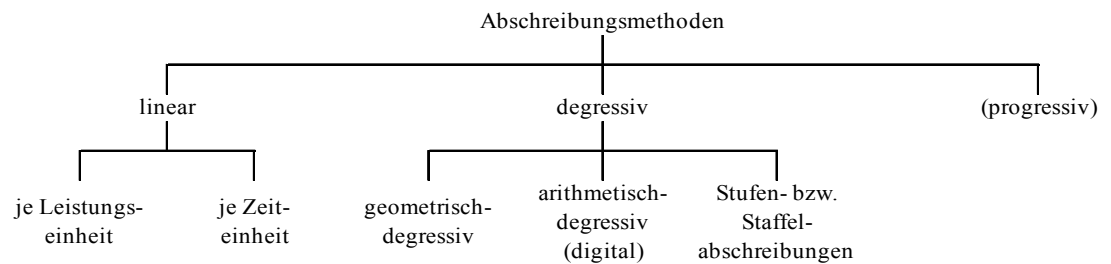 Abschreibungsmethoden
linear
degressiv
(progressiv)
je Leistungs-
einheit
je Zeit-
einheit
geometrisch-
degressiv
arithmetisch-
degressiv
(digital)
Stufen- bzw.
Staffel-
abschreibungen